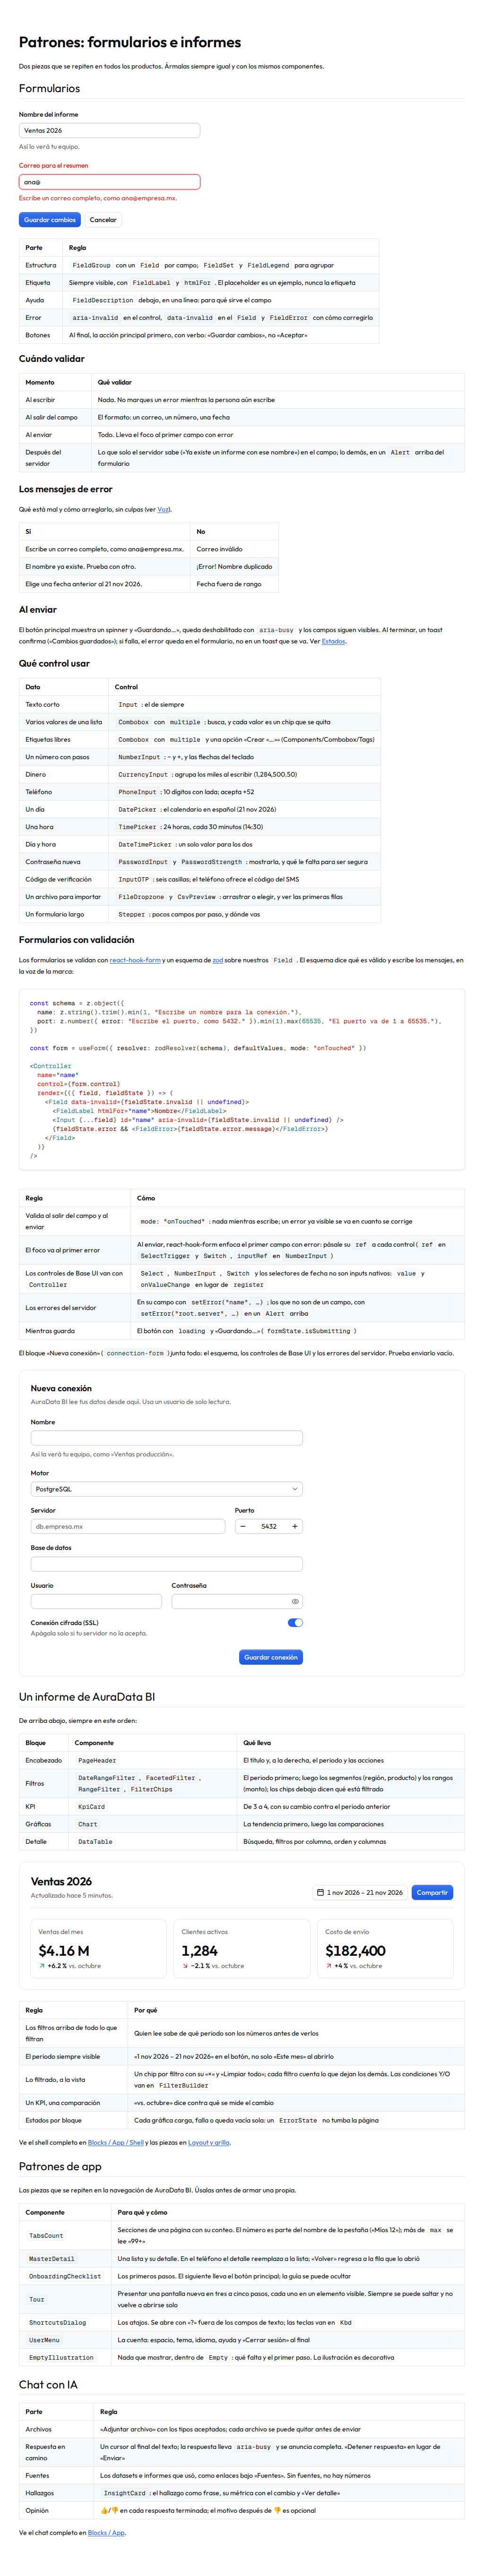 Patrones: formularios e informes
Dos piezas que se repiten en todos los productos. Ármalas siempre igual y con los mismos componentes.
Formularios
Nombre del informe
Ventas 2026
Así lo verá tu equipo.
Correo para el resumen
ana@
Escribe un correo completo, como ana@empresa.mx.
Guardar cambios Cancelar
Parte Regla
Estructura FieldGroup con un Field por campo; FieldSet y FieldLegend para agrupar
Etiqueta Siempre visible, con FieldLabel y htmlFor . El placeholder es un ejemplo, nunca la etiqueta
Ayuda FieldDescription debajo, en una línea: para qué sirve el campo
Error aria-invalid en el control, data-invalid en el Field y FieldError con cómo corregirlo
Botones Al final, la acción principal primero, con verbo: «Guardar cambios», no «Aceptar»
Cuándo validar
Momento Qué validar
Al escribir Nada. No marques un error mientras la persona aún escribe
Al salir del campo El formato: un correo, un número, una fecha
Al enviar Todo. Lleva el foco al primer campo con error
Después del servidor Lo que solo el servidor sabe («Ya existe un informe con ese nombre») en el campo; lo demás, en un Alert arriba del
formulario
Los mensajes de error
Qué está mal y cómo arreglarlo, sin culpas (ver Voz).
Sí No
Escribe un correo completo, como ana@empresa.mx. Correo inválido
El nombre ya existe. Prueba con otro. ¡Error! Nombre duplicado
Elige una fecha anterior al 21 nov 2026. Fecha fuera de rango
Al enviar
El botón principal muestra un spinner y «Guardando…», queda deshabilitado con aria-busy y los campos siguen visibles. Al terminar, un toast
confirma («Cambios guardados»); si falla, el error queda en el formulario, no en un toast que se va. Ver Estados.
Qué control usar
Dato Control
Texto corto Input : el de siempre
Varios valores de una lista Combobox con multiple : busca, y cada valor es un chip que se quita
Etiquetas libres Combobox con multiple y una opción «Crear «…»» (Components/Combobox/Tags)
Un número con pasos NumberInput : − y +, y las flechas del teclado
Dinero CurrencyInput : agrupa los miles al escribir (1,284,500.50)
Teléfono PhoneInput : 10 dígitos con lada; acepta +52
Un día DatePicker : el calendario en español (21 nov 2026)
Una hora TimePicker : 24 horas, cada 30 minutos (14:30)
Día y hora DateTimePicker : un solo valor para los dos
Contraseña nueva PasswordInput y PasswordStrength : mostrarla, y qué le falta para ser segura
Código de verificación InputOTP : seis casillas; el teléfono ofrece el código del SMS
Un archivo para importar FileDropzone y CsvPreview : arrastrar o elegir, y ver las primeras filas
Un formulario largo Stepper : pocos campos por paso, y dónde vas
Formularios con validación
Los formularios se validan con react-hook-form y un esquema de zod sobre nuestros Field . El esquema dice qué es válido y escribe los mensajes, en
la voz de la marca:
const schema = z.object({
name: z.string().trim().min(1, "Escribe un nombre para la conexión."),
port: z.number({ error: "Escribe el puerto, como 5432." }).min(1).max(65535, "El puerto va de 1 a 65535."),
})
const form = useForm({ resolver: zodResolver(schema), defaultValues, mode: "onTouched" })
<Controller
name="name"
control={form.control}
render={({ field, fieldState }) => (
<Field data-invalid={fieldState.invalid || undefined}>
<FieldLabel htmlFor="name">Nombre</FieldLabel>
<Input {...field} id="name" aria-invalid={fieldState.invalid || undefined} />
{fieldState.error && <FieldError>{fieldState.error.message}</FieldError>}
</Field>
)}
/>
Regla Cómo
Valida al salir del campo y al enviar mode: "onTouched" : nada mientras escribe; un error ya visible se va en cuanto se corrige
El foco va al primer error Al enviar, react-hook-form enfoca el primer campo con error: pásale su ref a cada control ( ref en
SelectTrigger y Switch , inputRef en NumberInput )
Los controles de Base UI van con Controller Select , NumberInput , Switch y los selectores de fecha no son inputs nativos: value y
onValueChange en lugar de register
Los errores del servidor En su campo con setError("name", …) ; los que no son de un campo, con
setError("root.server", …) en un Alert arriba
Mientras guarda El botón con loading y «Guardando…» ( formState.isSubmitting )
El bloque «Nueva conexión» ( connection-form ) junta todo: el esquema, los controles de Base UI y los errores del servidor. Prueba enviarlo vacío.
Nueva conexión
AuraData BI lee tus datos desde aquí. Usa un usuario de solo lectura.
Nombre
Así la verá tu equipo, como «Ventas producción».
Motor
PostgreSQL
Servidor Puerto
db.empresa.mx 5432
Base de datos
Usuario Contraseña
Conexión cifrada (SSL)
Apágala solo si tu servidor no la acepta.
Guardar conexión
Un informe de AuraData BI
De arriba abajo, y siempre en este orden:
Bloque Componente Qué lleva
Encabezado PageHeader El título y, a la derecha, el periodo y las acciones
Filtros DateRangeFilter , FacetedFilter , RangeFilter , FilterChips El periodo primero; luego los segmentos (región, producto) y los rangos
(monto); los chips debajo dicen qué está filtrado
KPI KpiCard De 3 a 4, con su cambio contra el periodo anterior
Gráficas Chart La tendencia primero, luego las comparaciones
Detalle DataTable Búsqueda, filtros por columna, orden y columnas
Ventas 2026
Actualizado hace 5 minutos.
1 nov 2026 – 21 nov 2026 Compartir
Ventas del mes
$4.16 M
+6.2 % vs. octubre
Clientes activos
1,284
−2.1 % vs. octubre
Costo de envío
$182,400
+4 % vs. octubre
Regla Por qué
Los filtros arriba de todo lo que filtran Quien lee sabe de qué periodo son los números antes de verlos
El periodo siempre visible «1 nov 2026 – 21 nov 2026» en el botón, no solo «Este mes» al abrirlo
Lo filtrado, a la vista Un chip por filtro con su «×» y «Limpiar todo»; cada filtro cuenta lo que dejan los demás. Las condiciones Y/O
van en FilterBuilder
Un KPI, una comparación «vs. octubre» dice contra qué se mide el cambio
Estados por bloque Cada gráfica carga, falla o queda vacía sola: un ErrorState no tumba la página
Ve el shell completo en Blocks / App / Shell y las piezas en Layout y grilla.
Patrones de app
Las piezas que se repiten en la navegación de AuraData BI. Úsalas antes de armar una propia.
Componente Para qué y cómo
TabsCount Secciones de una página con su conteo. El número es parte del nombre de la pestaña («Míos 12»); más de max se
lee «99+»
MasterDetail Una lista y su detalle. En el teléfono el detalle reemplaza a la lista; «Volver» regresa a la fila que lo abrió
OnboardingChecklist Los primeros pasos. El siguiente lleva el botón principal; la guía se puede ocultar
Tour Presentar una pantalla nueva en tres a cinco pasos, cada uno en un elemento visible. Siempre se puede saltar y no
vuelve a abrirse solo
ShortcutsDialog Los atajos. Se abre con «?» fuera de los campos de texto; las teclas van en Kbd
UserMenu La cuenta: espacio, tema, idioma, ayuda y «Cerrar sesión» al final
EmptyIllustration Nada que mostrar, dentro de Empty : qué falta y el primer paso. La ilustración es decorativa
Chat con IA
Parte Regla
Archivos «Adjuntar archivo» con los tipos aceptados; cada archivo se puede quitar antes de enviar
Respuesta en camino Un cursor al final del texto; la respuesta lleva aria-busy y se anuncia completa. «Detener respuesta» en lugar de
«Enviar»
Fuentes Los datasets e informes que usó, como enlaces bajo «Fuentes». Sin fuentes, no hay números
Hallazgos InsightCard : el hallazgo como frase, su métrica con el cambio y «Ver detalle»
Opinión 👍/👎 en cada respuesta terminada; el motivo después de 👎 es opcional
Ve el chat completo en Blocks / App.